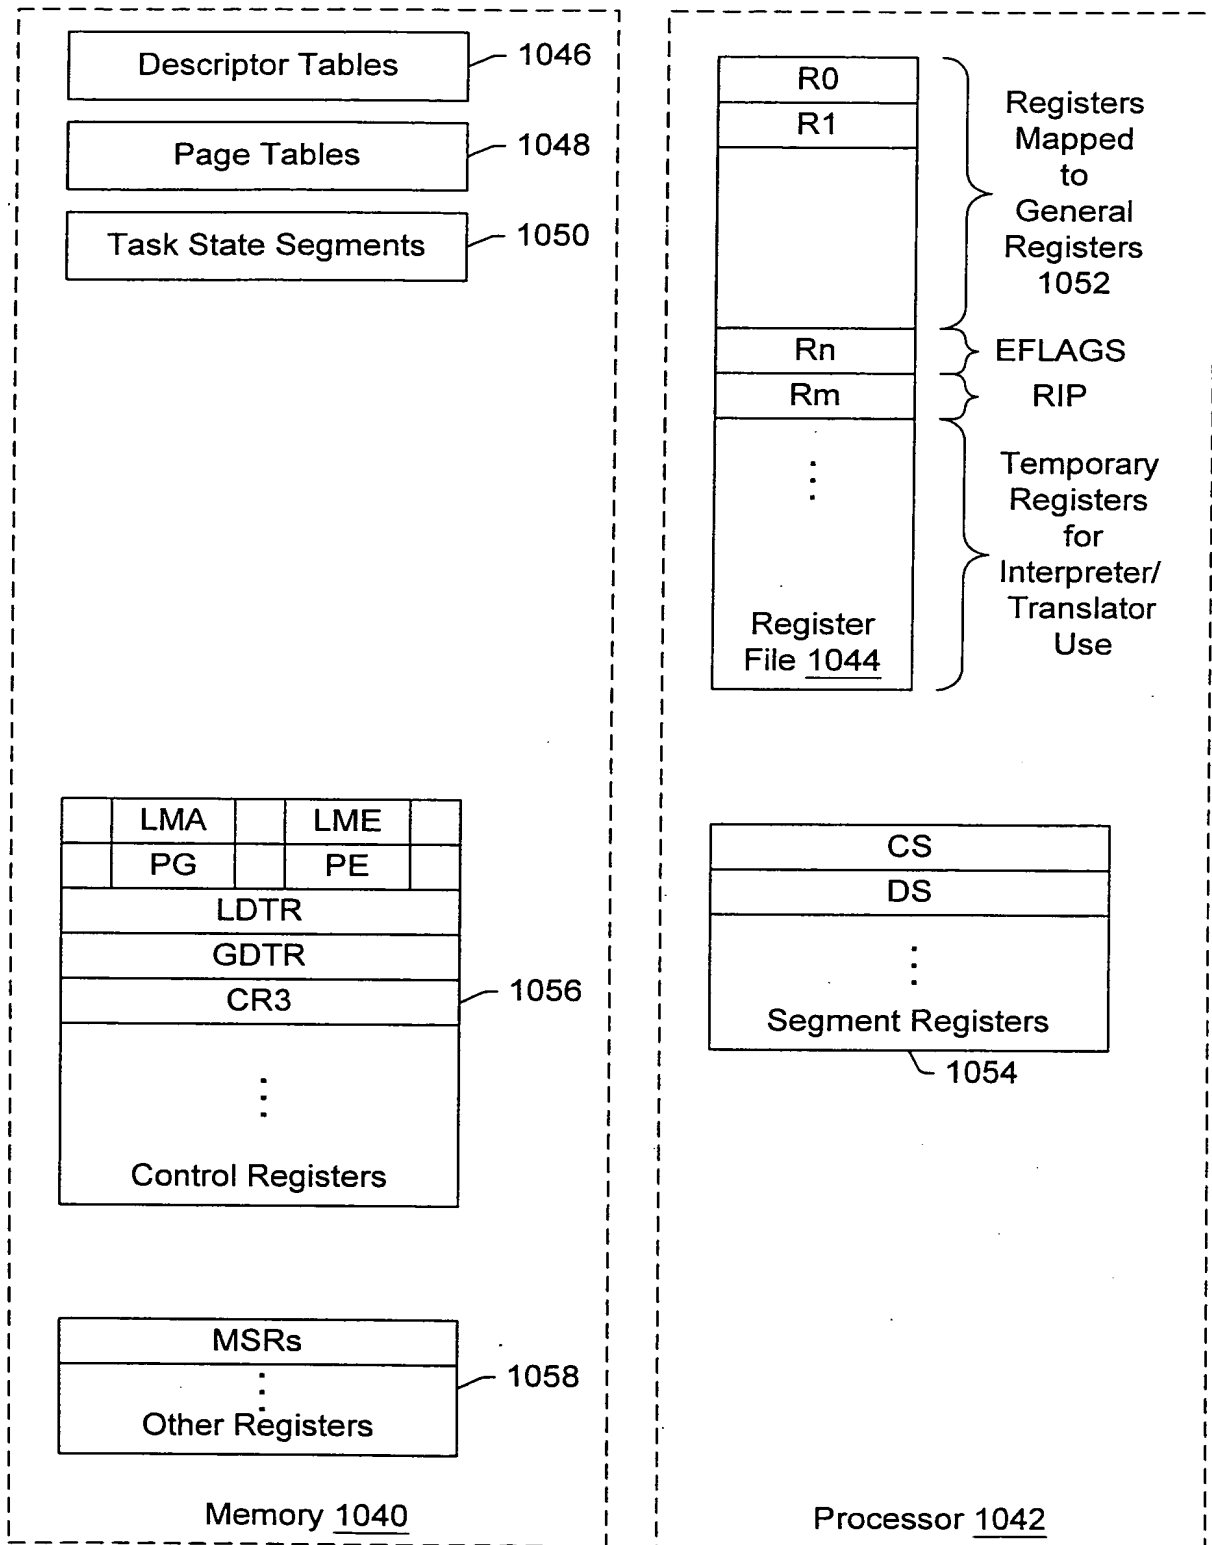 Descriptor Tables
1046
Page Tables
1048
Task State Segments
1050
LMA
LME
PG
PE
LDTR
GDTR
CR3
1056
Control Registers
MSRs
1058
Other Registers
Memory 1040
R0
R1
Registers
Mapped
to
General
Registers
1052
Rn
EFLAGS
Rm
RIP
Temporary
Registers
for
Interpreter/
Translator
Use
Register
File 1044
CS
DS
Segment Registers
1054
Processor 1042